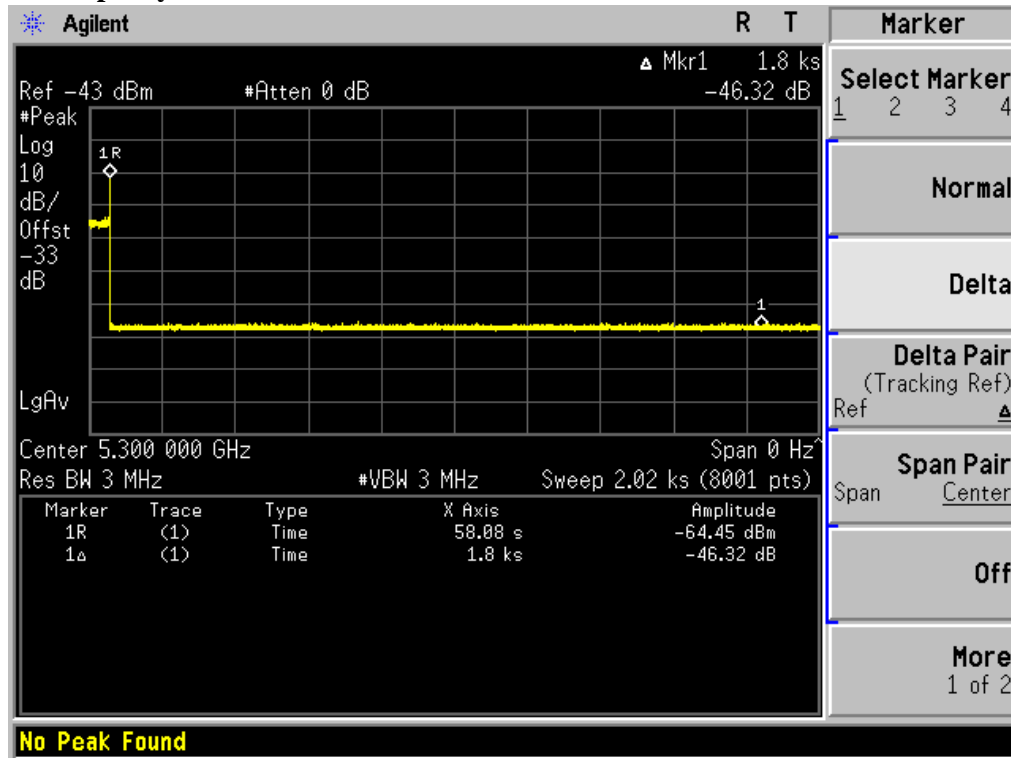 Agilent R T Marker
Δ Mkr1 1.8 ks
Ref -43 dBm #Atten 0 dB -46.32 dB
#Peak
Log
10
dB/
Offst
-33
dB
1R
1
LgAv
Center 5.300 000 GHz Span 0 Hz^
Res BW 3 MHz #VBW 3 MHz Sweep 2.02 ks (8001 pts)
Marker Trace Type X Axis Amplitude
1R (1) Time 58.08 s -64.45 dBm
1Δ (1) Time 1.8 ks -46.32 dB
Select Marker
1 2 3 4
Normal
Delta
Delta Pair
(Tracking Ref)
Ref Δ
Span Pair
Span Center
Off
More
1 of 2
No Peak Found